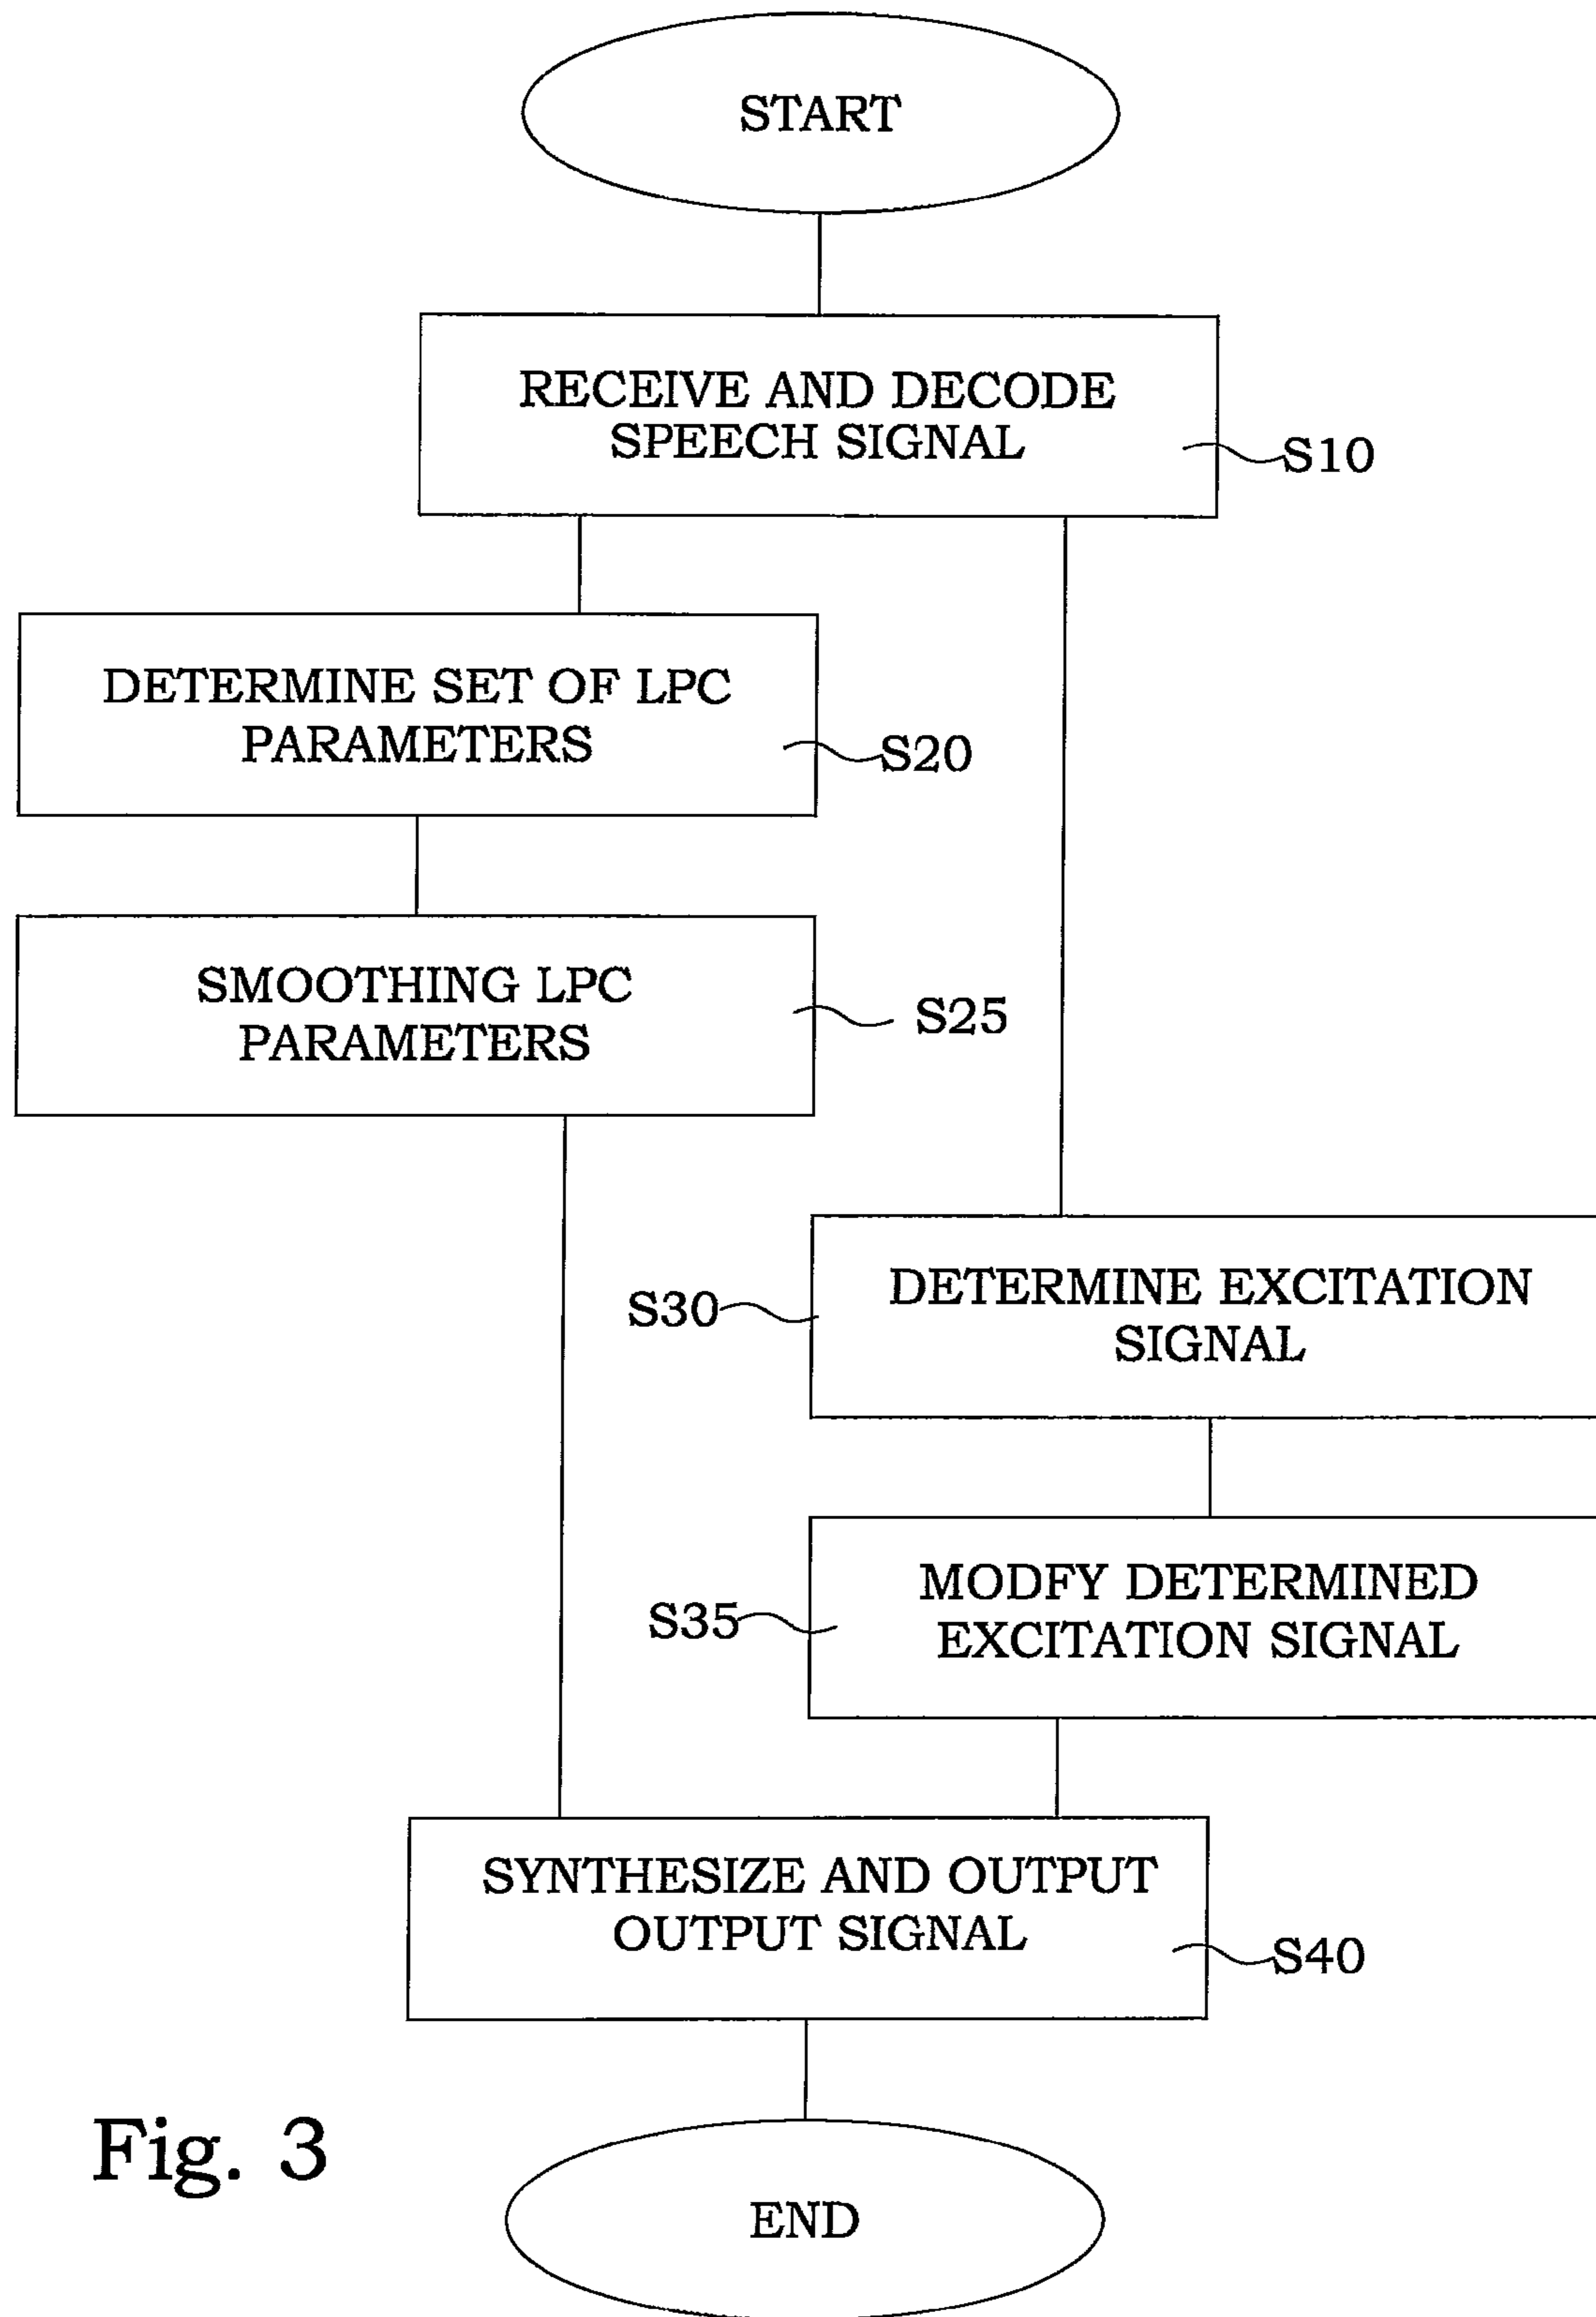 START
RECEIVE AND DECODE
SPEECH SIGNAL
S10
DETERMINE SET OF LPC
PARAMETERS
S20
SMOOTHING LPC
PARAMETERS
S25
DETERMINE EXCITATION
SIGNAL
S30
MODFY DETERMINED
EXCITATION SIGNAL
S35
SYNTHESIZE AND OUTPUT
OUTPUT SIGNAL
S40
Fig. 3
END